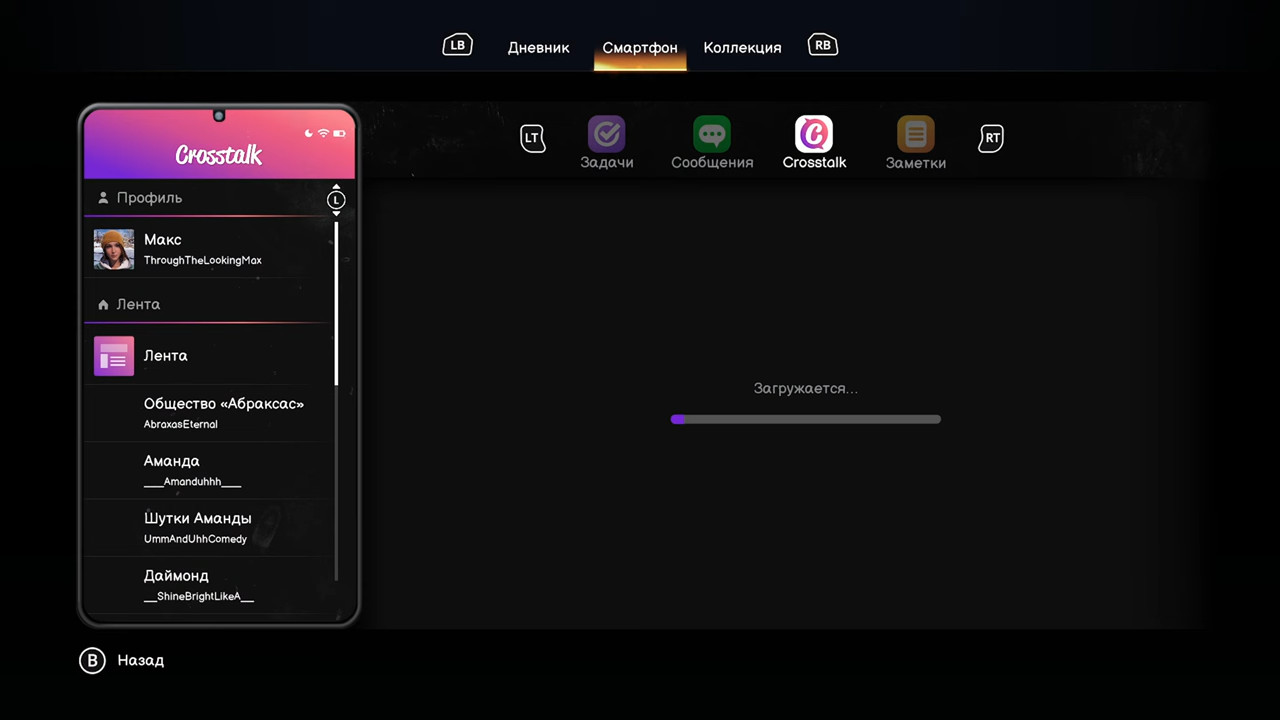 LB Дневник Смартфон Коллекция RB
LT Задачи Сообщения Crosstalk Заметки RT
Crosstalk
Профиль
L
Макс
ThroughTheLookingMax
Лента
Лента
Общество «Абраксас»
AbraxasEternal
Аманда
___Amanduhhh___
Шутки Аманды
UmmAndUhhComedy
Даймонд
__ShineBrightLikeA__
Загружается...
B Назад